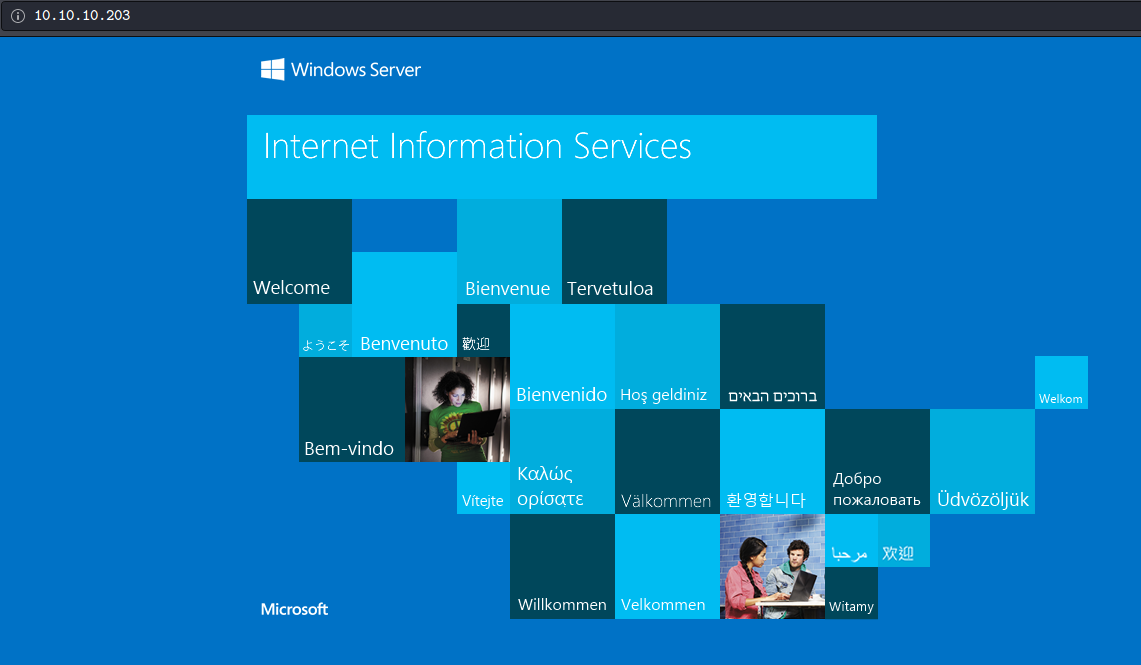 10.10.10.203
Windows Server
Internet Information Services
Welcome
Bienvenue
Tervetuloa
ようこそ
Benvenuto
歡迎
Bienvenido
Hoş geldiniz
ברוכים הבאים
Welkom
Bem-vindo
Vítejte
Καλώς
ορίσατε
Välkommen
환영합니다
Добро
пожаловать
Üdvözöljük
مرحبا
欢迎
Willkommen
Velkommen
Witamy
Microsoft